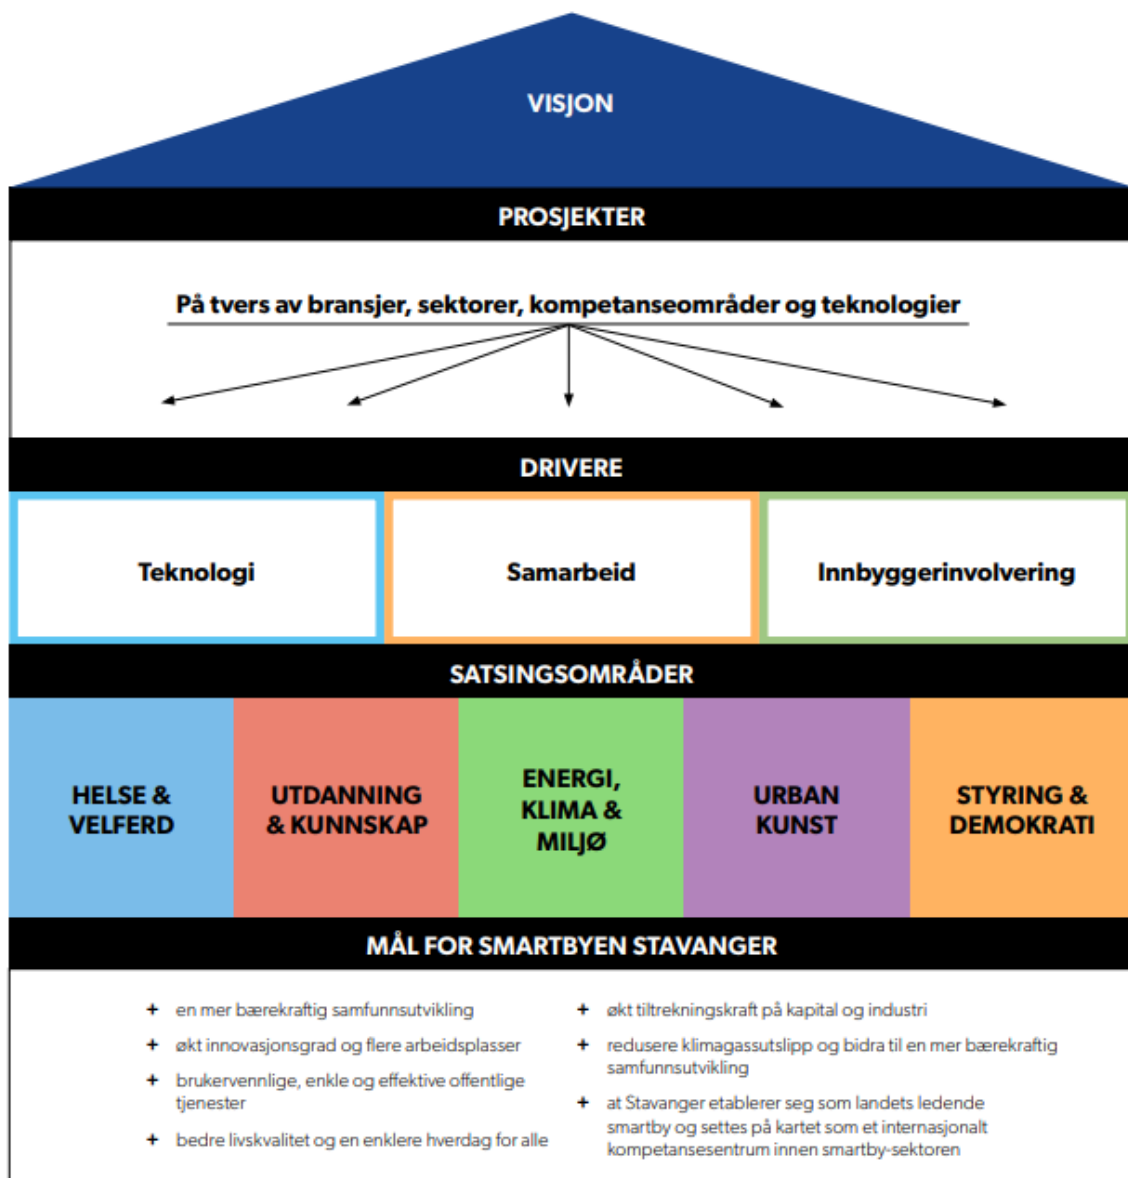 VISJON
PROSJEKTER
På tvers av bransjer, sektorer, kompetanseområder og teknologier
DRIVERE
Teknologi
Samarbeid
Innbyggerinvolvering
SATSINGSOMRÅDER
HELSE &
VELFERD
UTDANNING
& KUNNSKAP
ENERGI,
KLIMA &
MILJØ
URBAN
KUNST
STYRING &
DEMOKRATI
MÅL FOR SMARTBYEN STAVANGER
+ en mer bærekraftig samfunnsutvikling
+ økt innovasjonsgrad og flere arbeidsplasser
+ brukervennlige, enkle og effektive offentlige
tjenester
+ bedre livskvalitet og en enklere hverdag for alle
+ økt tiltrekningskraft på kapital og industri
+ redusere klimagassutslipp og bidra til en mer bærekraftig
samfunnsutvikling
+ at Stavanger etablerer seg som landets ledende
smartby og settes på kartet som et internasjonalt
kompetansesentrum innen smartby-sektoren